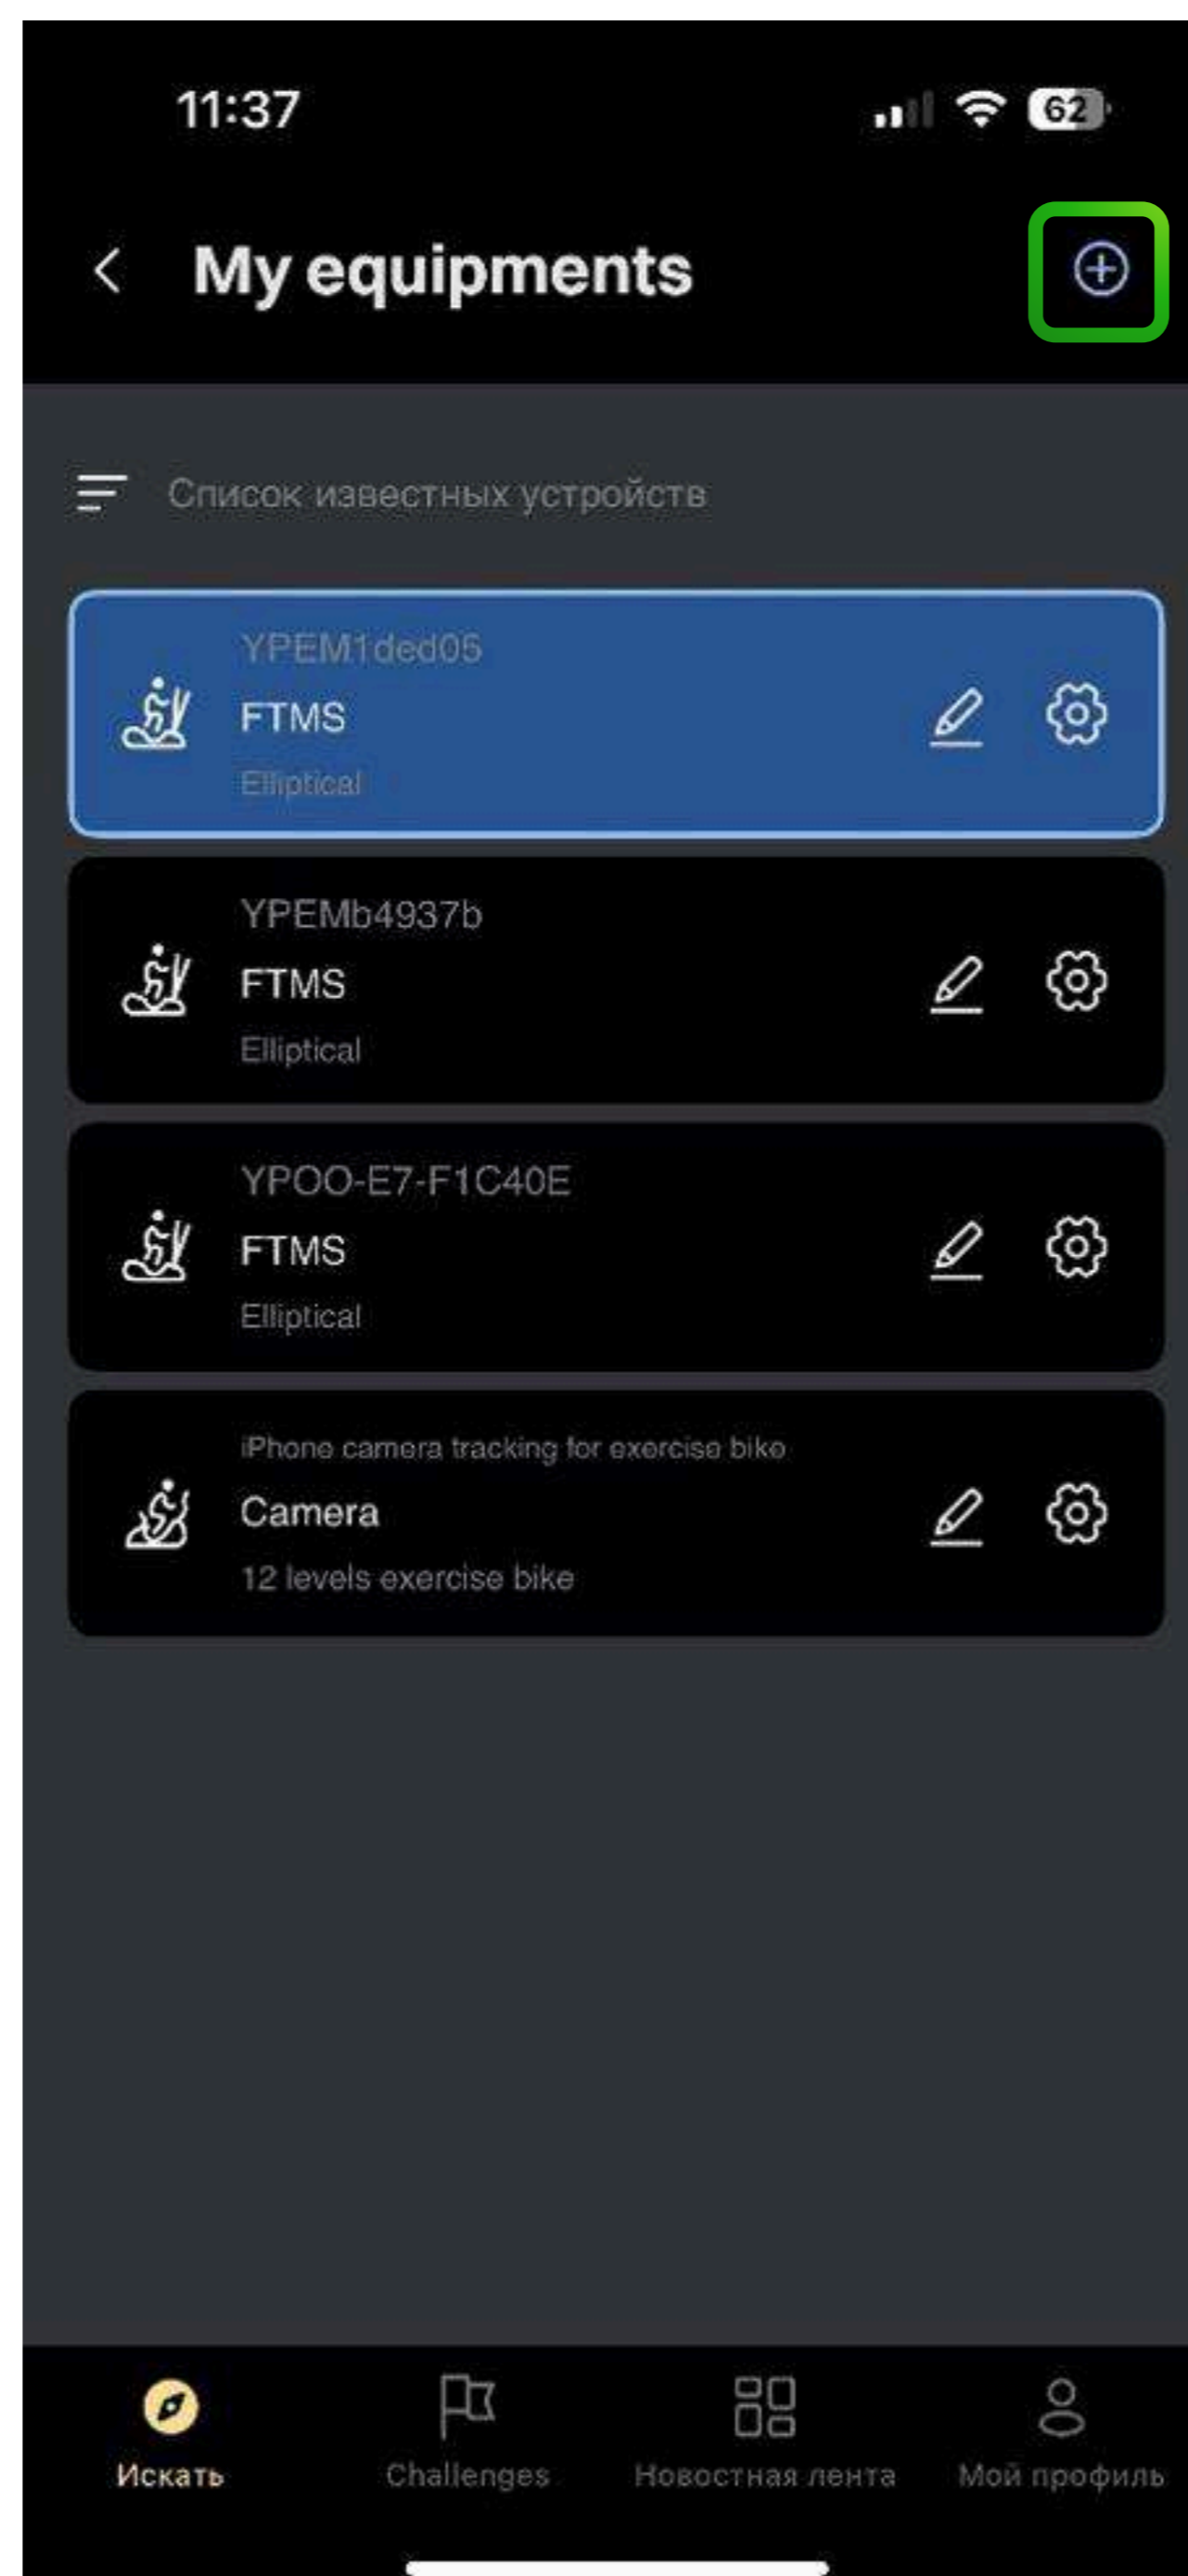 11:37
62
My equipments
Список известных устройств
YPEM1ded05
FTMS
Elliptical
YPEMb4937b
FTMS
Elliptical
YPOO-E7-F1C40E
FTMS
Elliptical
iPhone camera tracking for exercise bike
Camera
12 levels exercise bike
Искать
Challenges
Новостная лента
Мой профиль